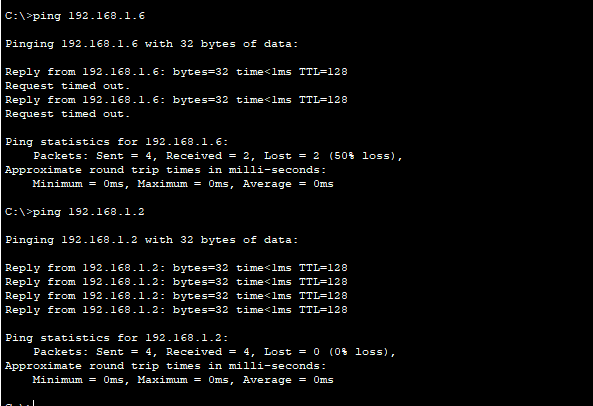 C:\>ping 192.168.1.6
Pinging 192.168.1.6 with 32 bytes of data:
Reply from 192.168.1.6: bytes=32 time<1ms TTL=128
Request timed out.
Reply from 192.168.1.6: bytes=32 time<1ms TTL=128
Request timed out.
Ping statistics for 192.168.1.6:
    Packets: Sent = 4, Received = 2, Lost = 2 (50% loss),
Approximate round trip times in milli-seconds:
    Minimum = 0ms, Maximum = 0ms, Average = 0ms
C:\>ping 192.168.1.2
Pinging 192.168.1.2 with 32 bytes of data:
Reply from 192.168.1.2: bytes=32 time<1ms TTL=128
Reply from 192.168.1.2: bytes=32 time<1ms TTL=128
Reply from 192.168.1.2: bytes=32 time<1ms TTL=128
Reply from 192.168.1.2: bytes=32 time<1ms TTL=128
Ping statistics for 192.168.1.2:
    Packets: Sent = 4, Received = 4, Lost = 0 (0% loss),
Approximate round trip times in milli-seconds:
    Minimum = 0ms, Maximum = 0ms, Average = 0ms